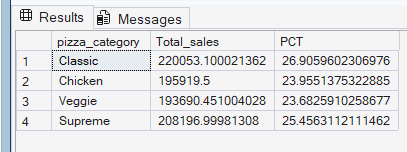 Results Messages
pizza_category Total_sales PCT
1 Classic 220053.100021362 26.9059602306976
2 Chicken 195919.5 23.9551375322885
3 Veggie 193690.451004028 23.6825910258677
4 Supreme 208196.99981308 25.4563112111462